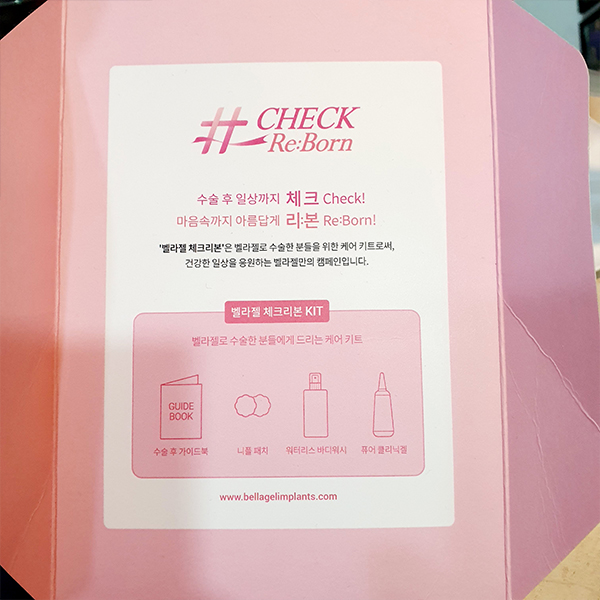 # CHECK
Re:Born
수술 후 일상까지 체크 Check!
마음속까지 아름답게 리:본 Re:Born!
'벨라젤 체크리본'은 벨라젤로 수술한 분들을 위한 케어 키트로써,
건강한 일상을 응원하는 벨라젤만의 캠페인입니다.
벨라젤 체크리본 KIT
벨라젤로 수술한 분들에게 드리는 케어 키트
GUIDE
BOOK
수술 후 가이드북
니플 패치
워터리스 바디워시
퓨어 클리닉겔
www.bellagelimplants.com